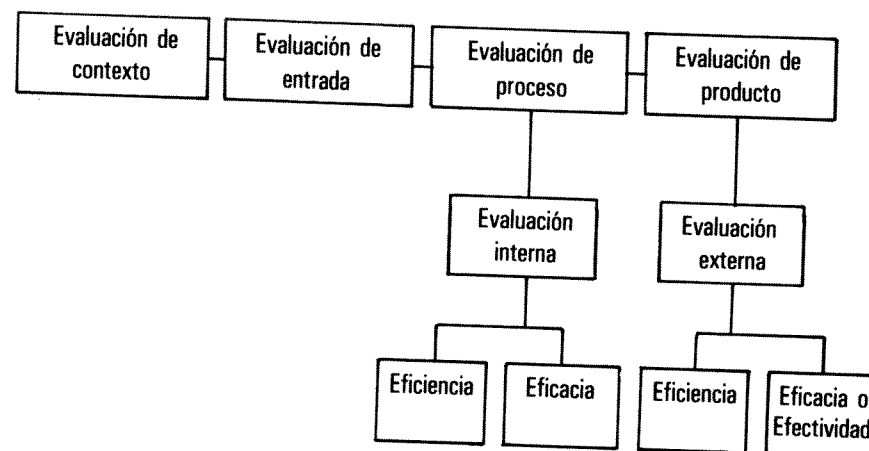 Evaluación de
contexto
Evaluación de
entrada
Evaluación de
proceso
Evaluación de
producto
Evaluación
interna
Evaluación
externa
Eficiencia
Eficacia
Eficiencia
Eficacia o
Efectividad